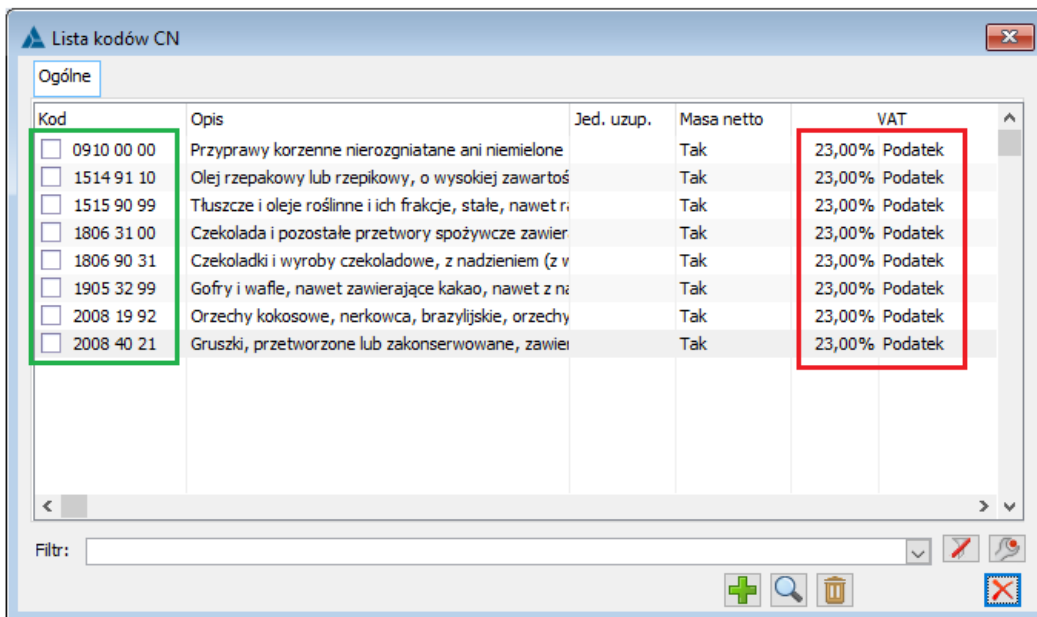 Lista kodów CN
Ogólne
Kod Opis Jed. uzup. Masa netto VAT
0910 00 00 Przyprawy korzenne nierozgniatane ani niemielone Tak 23,00% Podatek
1514 91 10 Olej rzepakowy lub rzepikowy, o wysokiej zawartoś Tak 23,00% Podatek
1515 90 99 Tłuszcze i oleje roślinne i ich frakcje, stałe, nawet ra Tak 23,00% Podatek
1806 31 00 Czekolada i pozostałe przetwory spożywcze zawier Tak 23,00% Podatek
1806 90 31 Czekoladki i wyroby czekoladowe, z nadzieniem (z w Tak 23,00% Podatek
1905 32 99 Gofry i wafle, nawet zawierające kakao, nawet z na Tak 23,00% Podatek
2008 19 92 Orzechy kokosowe, nerkowca, brazylijskie, orzechy Tak 23,00% Podatek
2008 40 21 Gruszki, przetworzone lub zakonserwowane, zawier Tak 23,00% Podatek
Filtr: